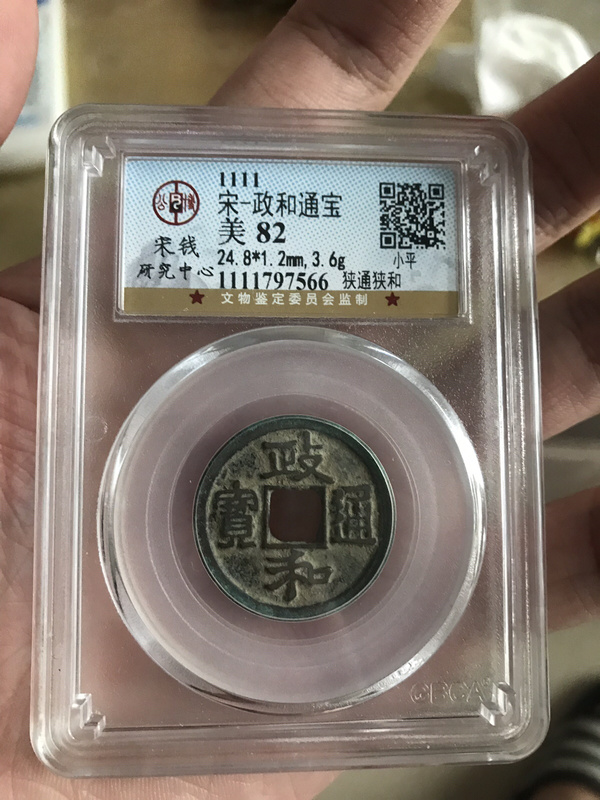 1111
宋-政和通宝
美 82
24.8*1.2mm,3.6g
小平
1111797566
狭通狭和
公博
宋钱
研究中心
★ 文物鉴定委员会监制 ★
政
寶 通
和